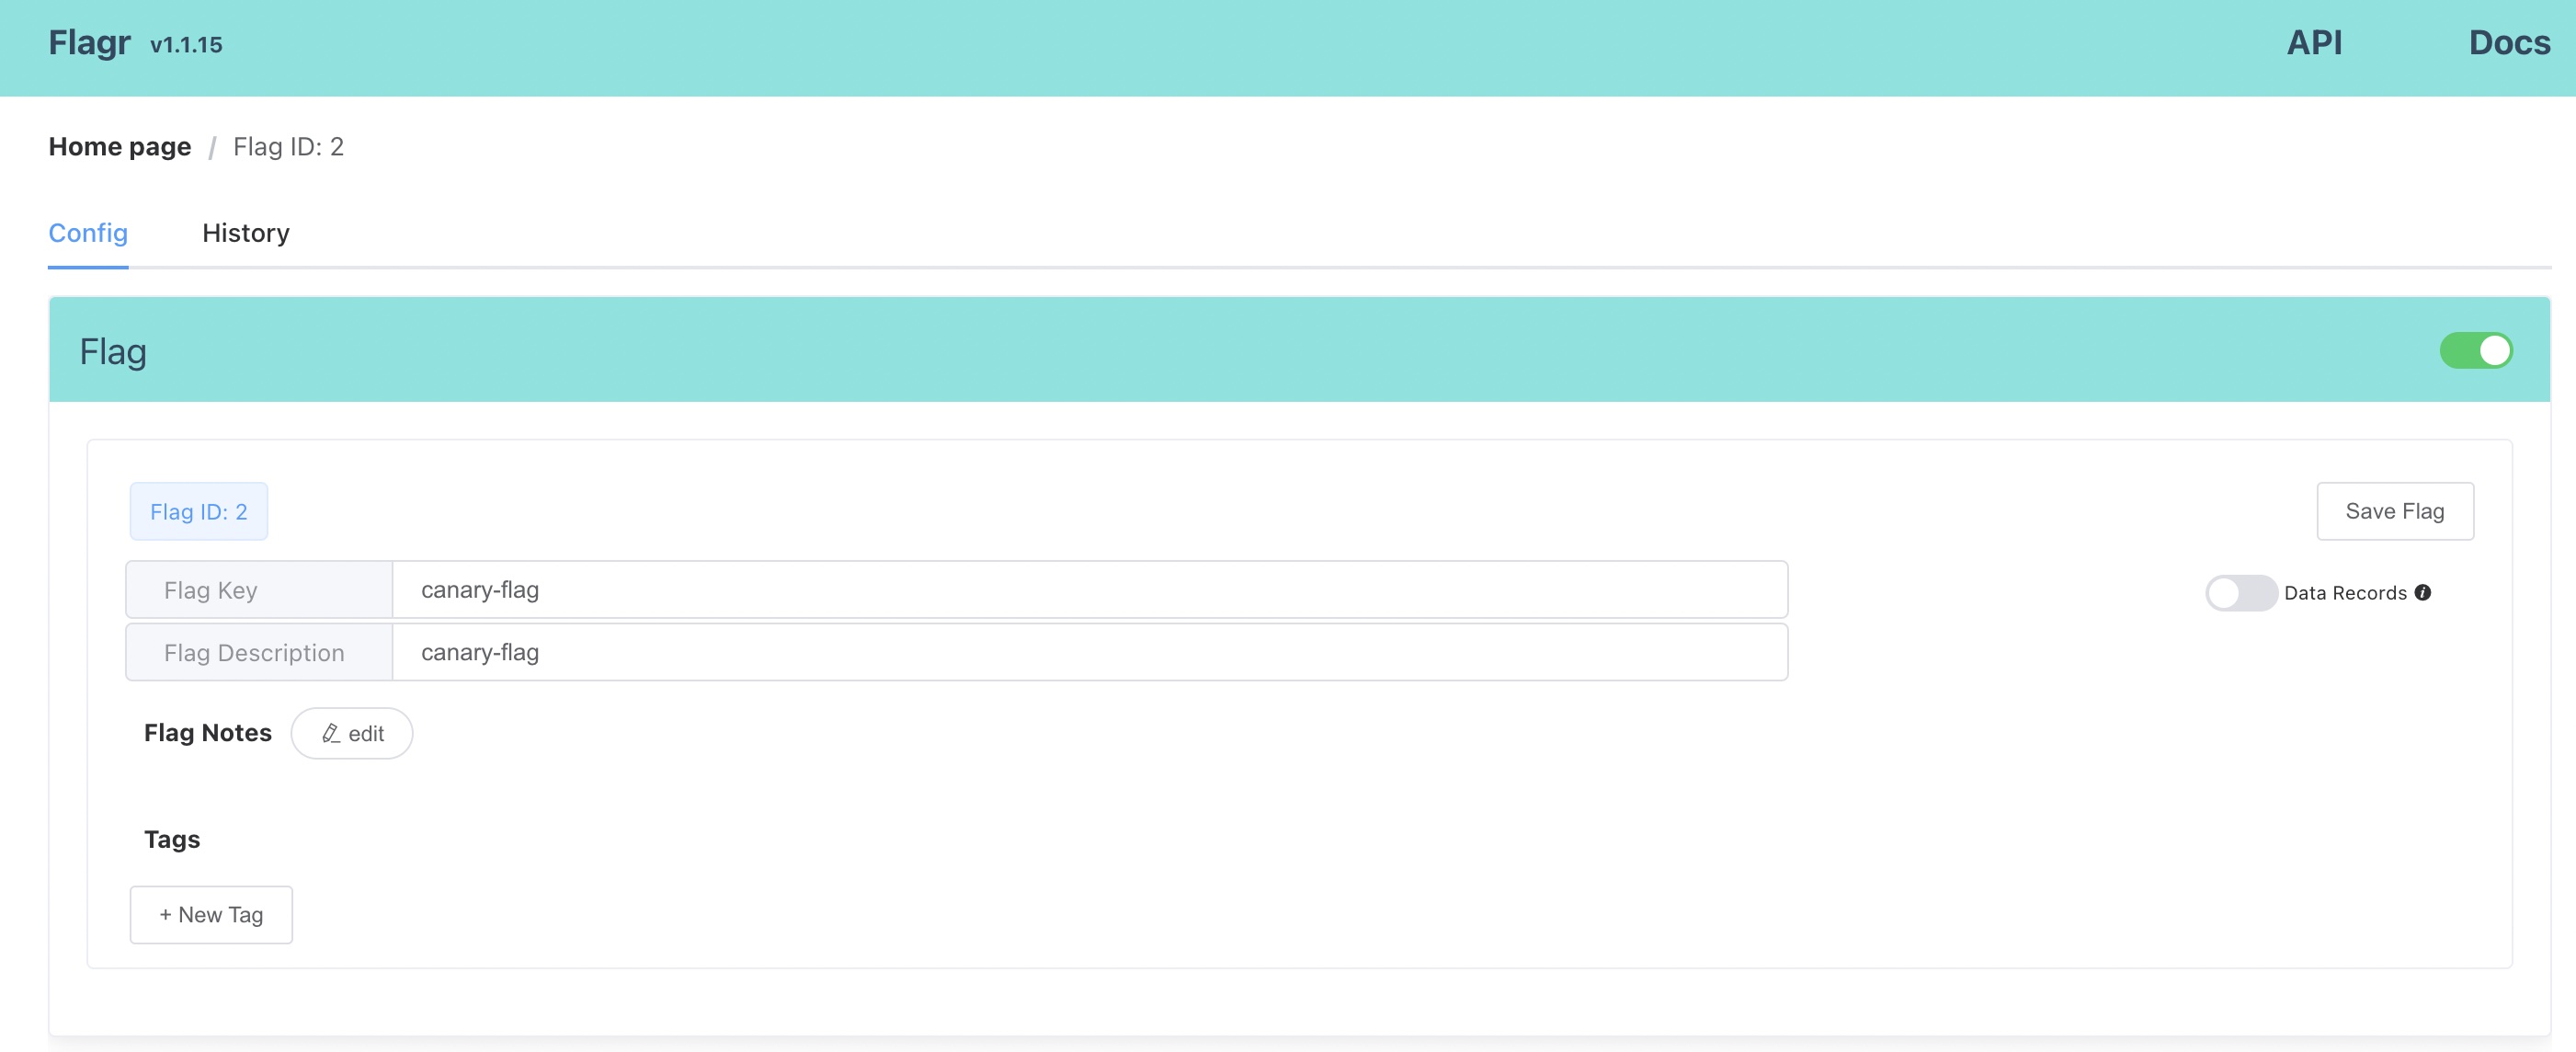 Flagr v1.1.15 API Docs
Home page / Flag ID: 2
Config History
Flag
Flag ID: 2 Save Flag
Flag Key canary-flag Data Records i
Flag Description canary-flag
Flag Notes edit
Tags
+ New Tag